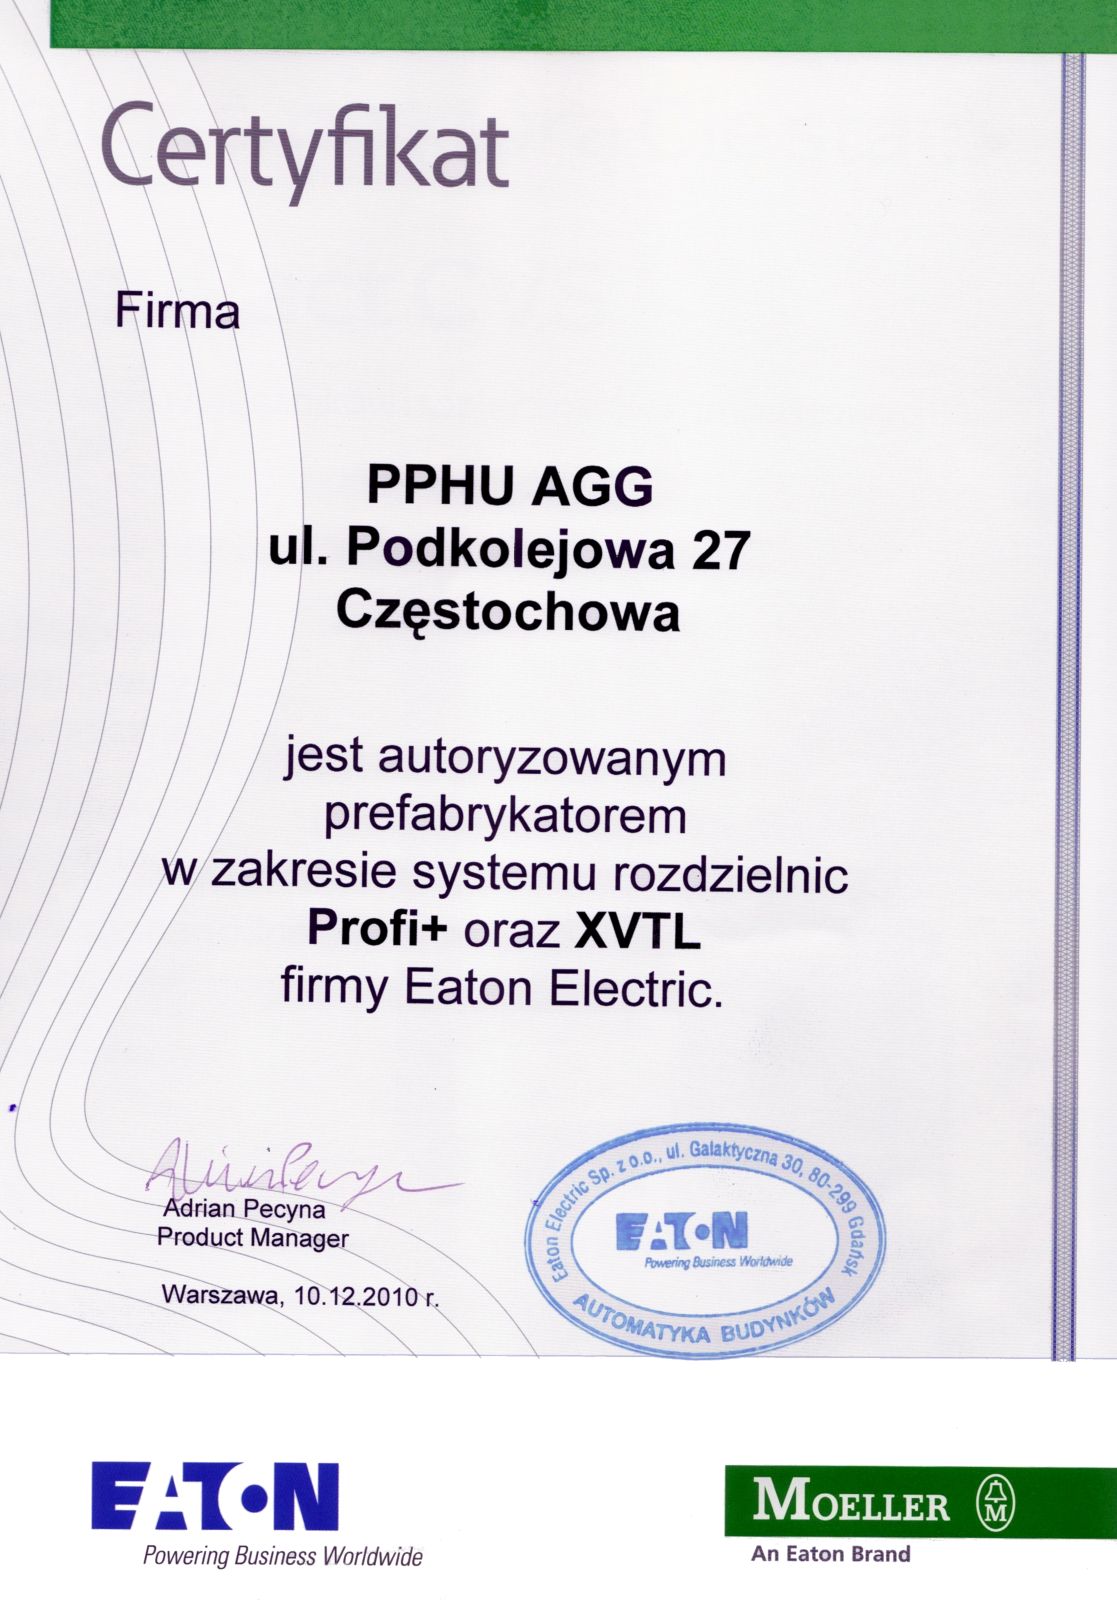 Certyfikat
Firma
PPHU AGG
ul. Podkolejowa 27
Częstochowa
jest autoryzowanym
prefabrykatorem
w zakresie systemu rozdzielnic
Profi+ oraz XVTL
firmy Eaton Electric.
Adrian Pecyna
Product Manager
Warszawa, 10.12.2010 r.
Eaton Electric Sp. z o.o., ul. Galaktyczna 30, 80-299 Gdańsk
EATON
Powering Business Worldwide
AUTOMATYKA BUDYNKÓW
EATON
Powering Business Worldwide
MOELLER
M
An Eaton Brand